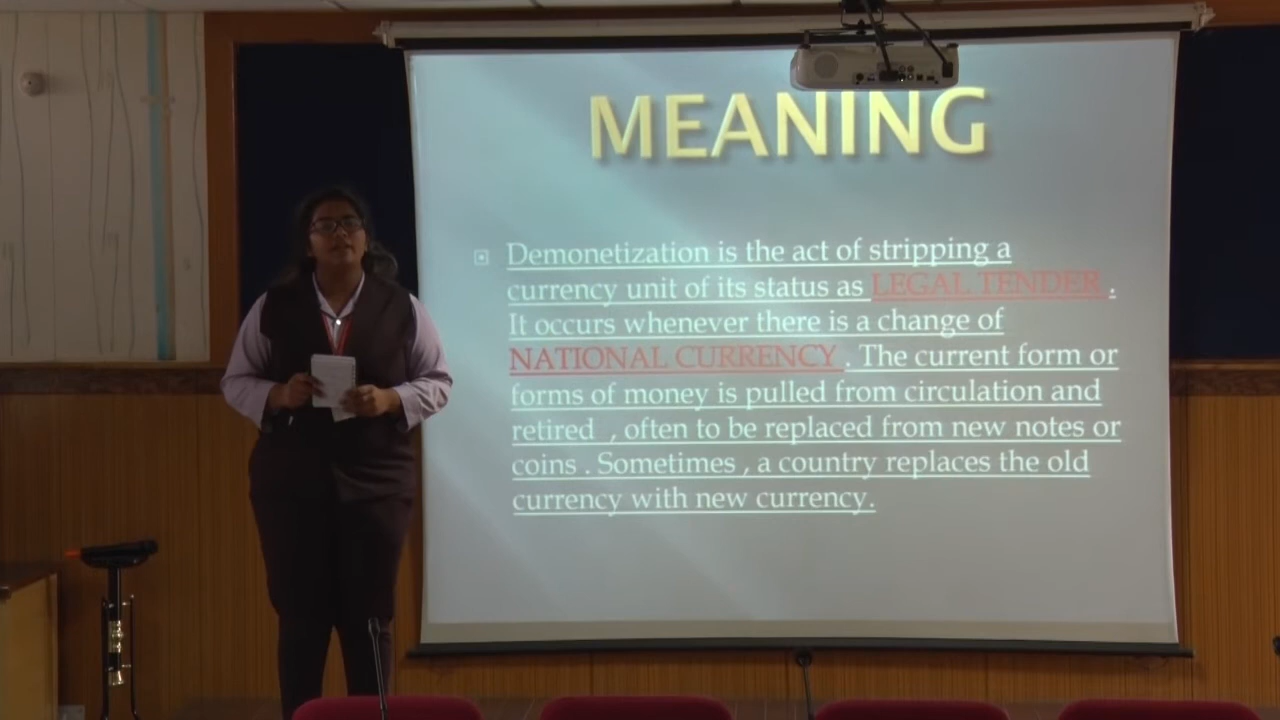 MEANING
Demonetization is the act of stripping a
currency unit of its status as LEGAL TENDER .
It occurs whenever there is a change of
NATIONAL CURRENCY . The current form or
forms of money is pulled from circulation and
retired , often to be replaced from new notes or
coins . Sometimes , a country replaces the old
currency with new currency.